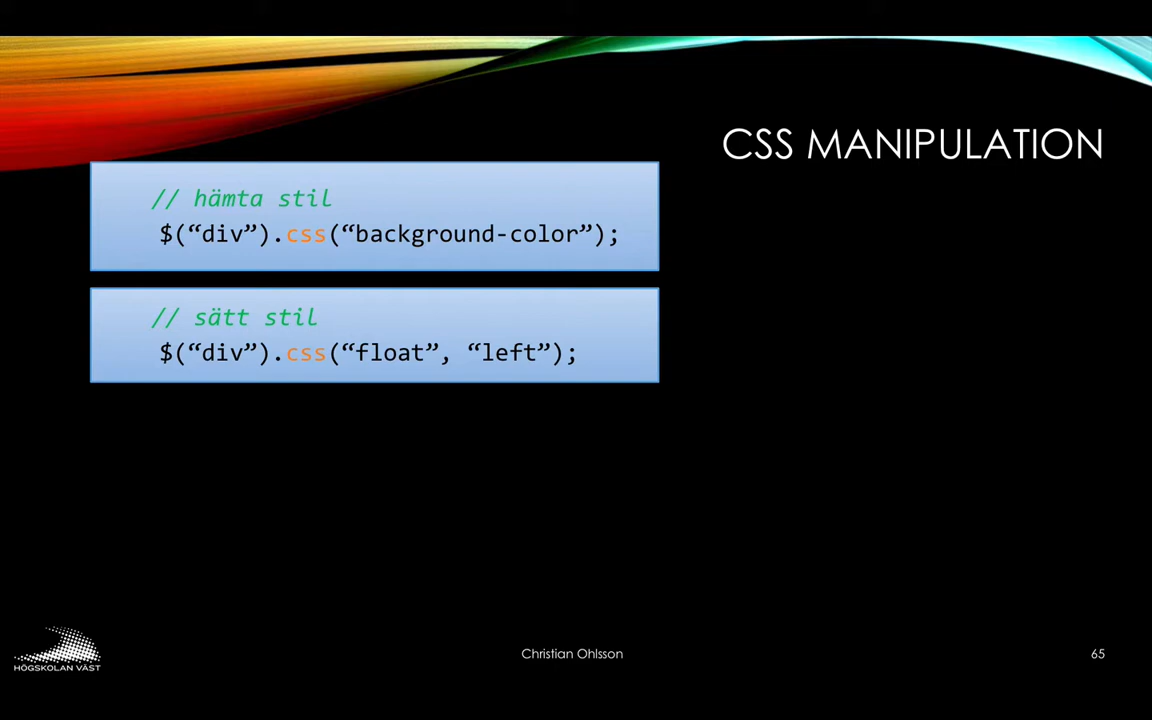 CSS MANIPULATION
// hämta stil
$(“div”).css(“background-color”);
// sätt stil
$(“div”).css(“float”, “left”);
HÖGSKOLAN VÄST
Christian Ohlsson
65